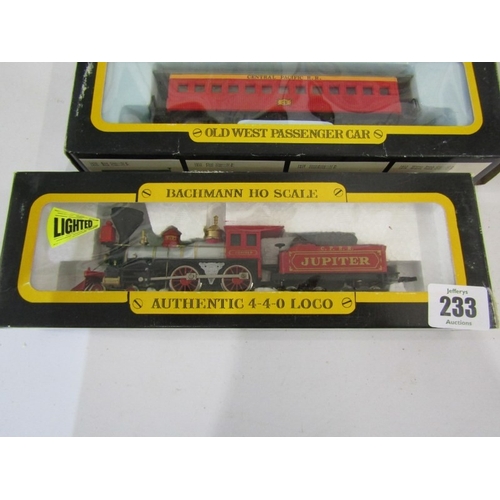 CENTRAL PACIFIC R.R.
OLD WEST PASSENGER CAR
BACHMANN HO SCALE
LIGHTED
JUPITER
AUTHENTIC 4-4-0 LOCO
Jefferys
233
Auctions